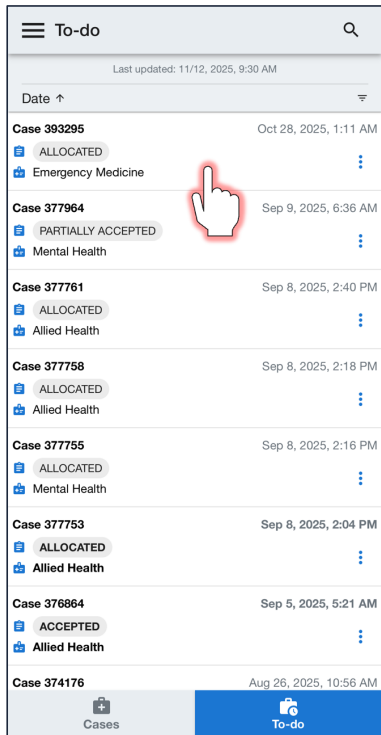 To-do
Last updated: 11/12, 2025, 9:30 AM
Date ↑
Case 393295 Oct 28, 2025, 1:11 AM
ALLOCATED
Emergency Medicine
Case 377964 Sep 9, 2025, 6:36 AM
PARTIALLY ACCEPTED
Mental Health
Case 377761 Sep 8, 2025, 2:40 PM
ALLOCATED
Allied Health
Case 377758 Sep 8, 2025, 2:18 PM
ALLOCATED
Allied Health
Case 377755 Sep 8, 2025, 2:16 PM
ALLOCATED
Mental Health
Case 377753 Sep 8, 2025, 2:04 PM
ALLOCATED
Allied Health
Case 376864 Sep 5, 2025, 5:21 AM
ACCEPTED
Allied Health
Case 374176 Aug 26, 2025, 10:56 AM
Cases To-do